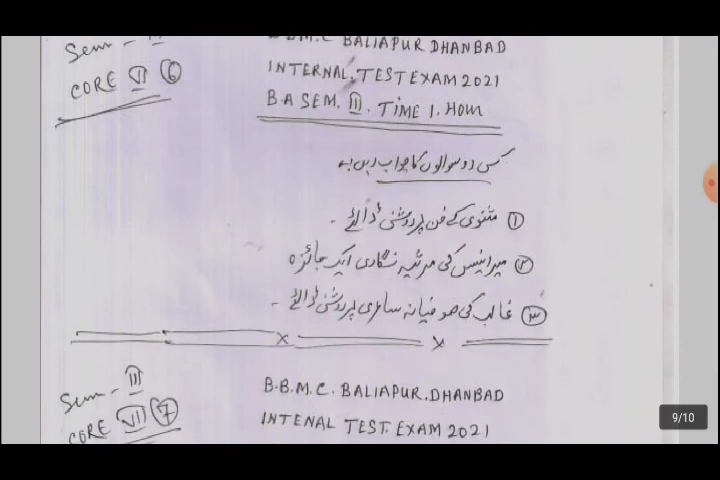 Sem - III
B.B.M.C BALIAPUR DHANBAD
CORE VI 6
INTERNAL TEST EXAM 2021
B.A SEM. III. TIME 1. HOUR
کسی دو سوالوں کا جواب دیں۔
① مثنوی کے فن پر روشنی ڈالئے۔
② میر انیس کی مرثیہ نگاری ایک جائزہ
③ غالب کی صوفیانہ شاعری پر روشنی ڈالئے۔
Sem - III
B.B.M.C. BALIAPUR. DHANBAD
CORE VII 7
INTENAL TEST. EXAM 2021
9/10